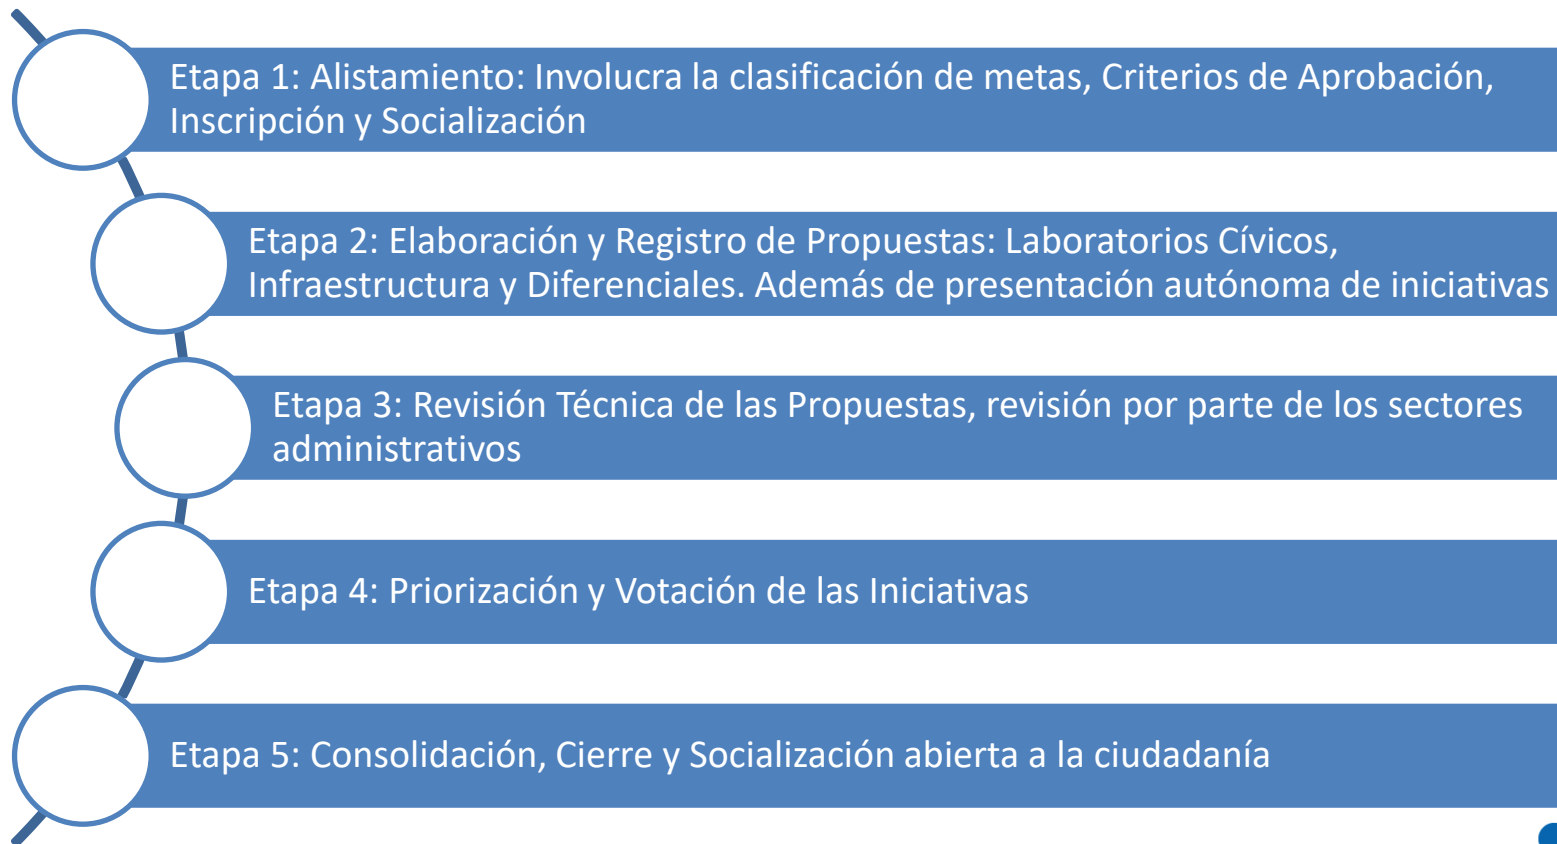 Etapa 1: Alistamiento: Involucra la clasificación de metas, Criterios de Aprobación,
Inscripción y Socialización
Etapa 2: Elaboración y Registro de Propuestas: Laboratorios Cívicos,
Infraestructura y Diferenciales. Además de presentación autónoma de iniciativas
Etapa 3: Revisión Técnica de las Propuestas, revisión por parte de los sectores
administrativos
Etapa 4: Priorización y Votación de las Iniciativas
Etapa 5: Consolidación, Cierre y Socialización abierta a la ciudadanía